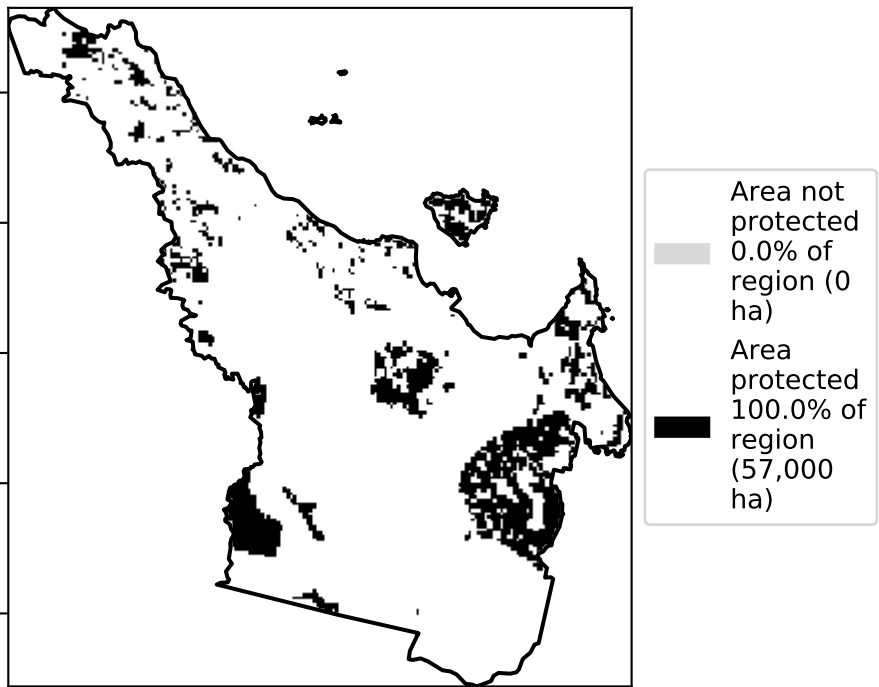 Area not
protected
0.0% of
region (0
ha)
Area
protected
100.0% of
region
(57,000
ha)